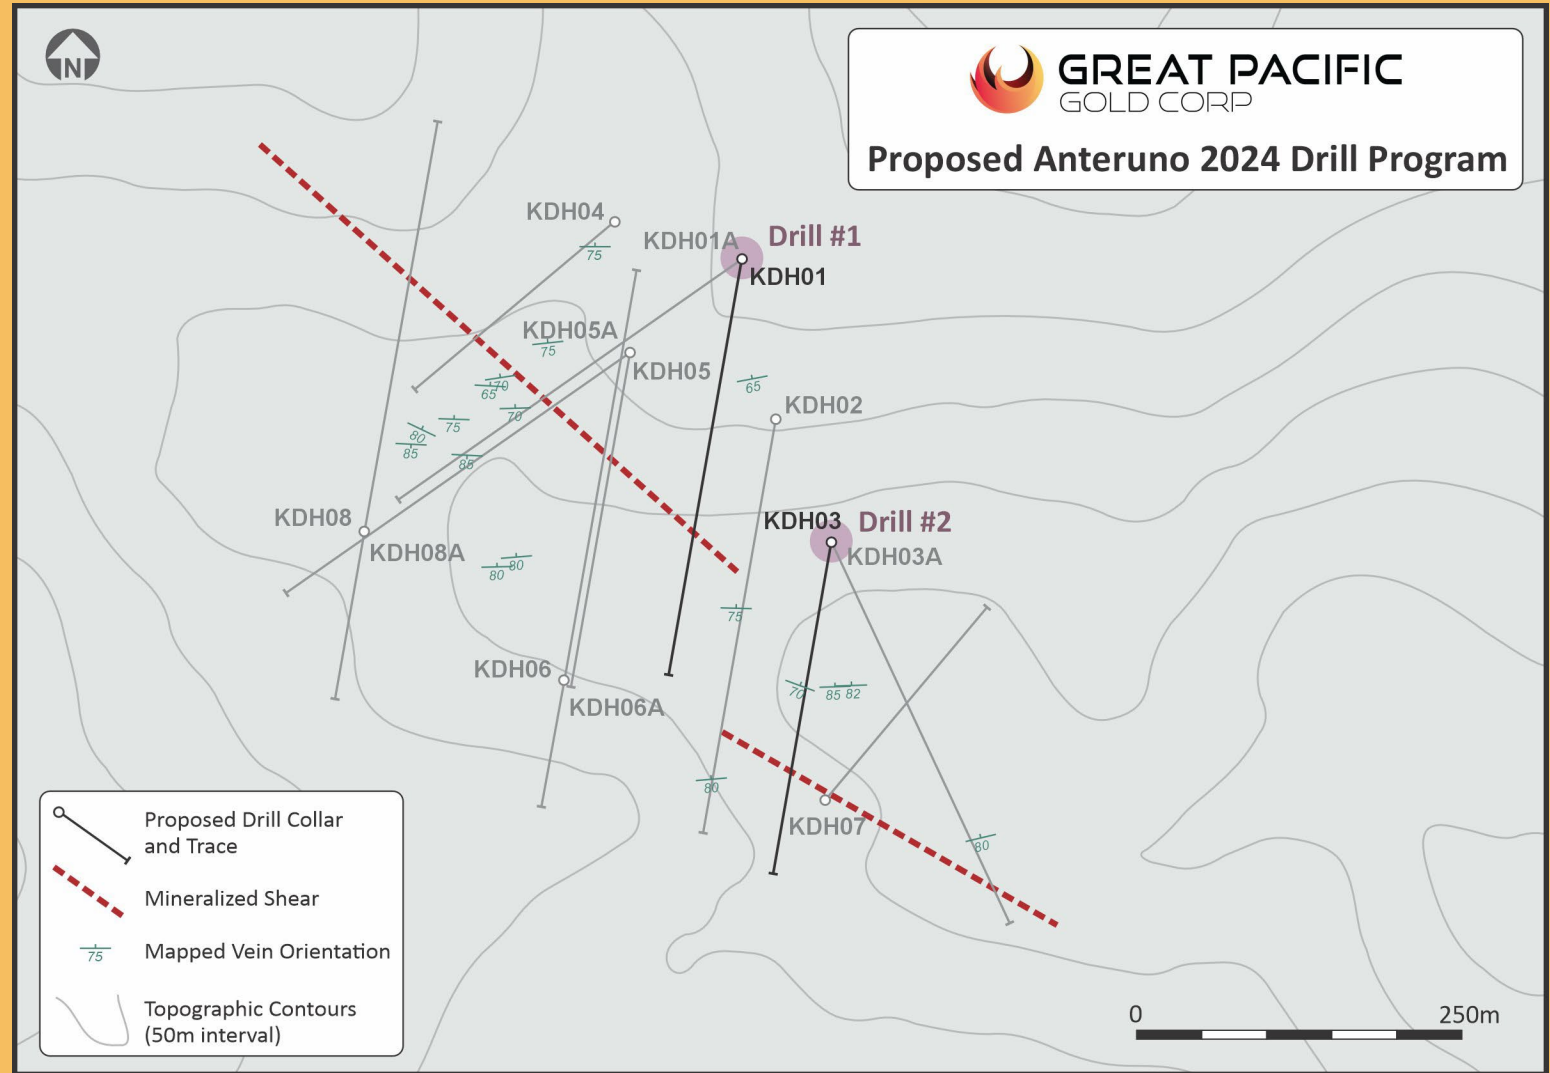 N
GREAT PACIFIC
GOLD CORP
Proposed Anteruno 2024 Drill Program
KDH04
75
KDH01A
Drill #1
KDH01
KDH05A
75
KDH05
70
65
70
65
KDH02
75
80
85
85
KDH08
KDH08A
KDH03
Drill #2
KDH03A
80
80
75
KDH06
KDH06A
70
85
82
80
KDH07
80
Proposed Drill Collar
and Trace
Mineralized Shear
75
Mapped Vein Orientation
Topographic Contours
(50m interval)
0
250m